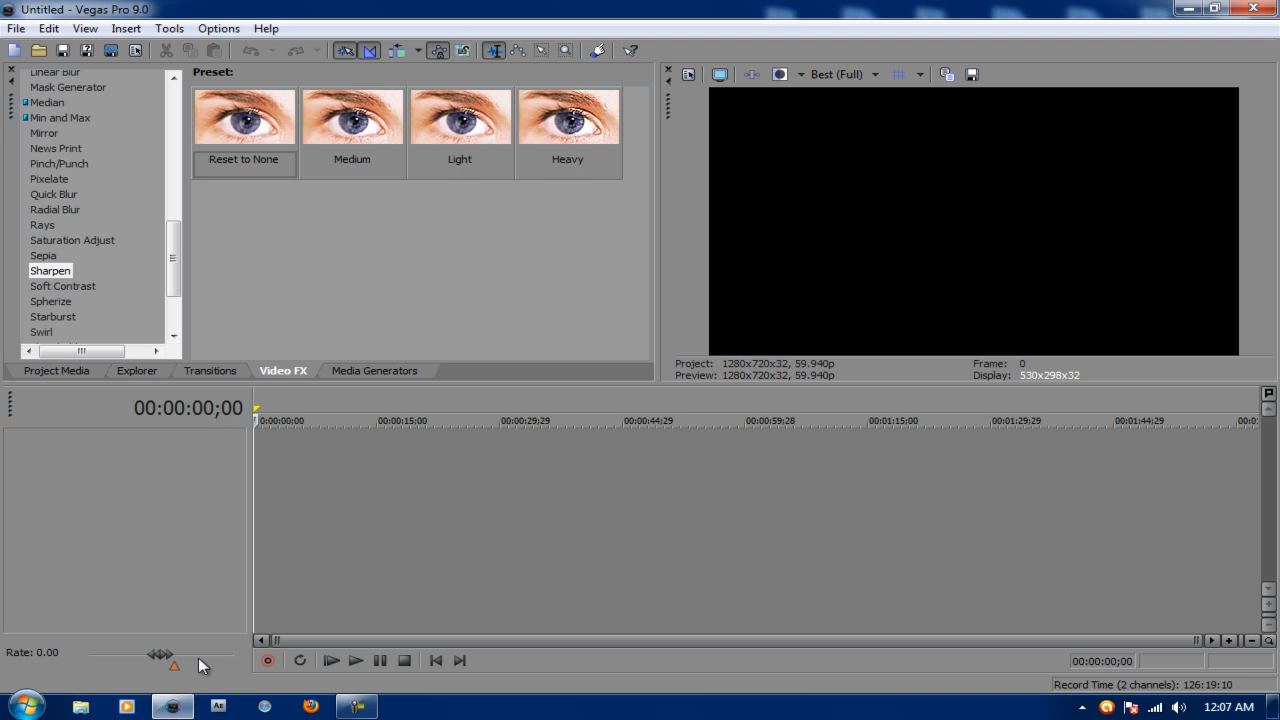 Untitled - Vegas Pro 9.0
File Edit View Insert Tools Options Help
Linear Blur
Mask Generator
Median
Min and Max
Mirror
News Print
Pinch/Punch
Pixelate
Quick Blur
Radial Blur
Rays
Saturation Adjust
Sepia
Sharpen
Soft Contrast
Spherize
Starburst
Swirl
Preset:
Reset to None Medium Light Heavy
Best (Full)
Project: 1280x720x32, 59.940p Frame: 0
Preview: 1280x720x32, 59.940p Display: 530x298x32
Project Media Explorer Transitions Video FX Media Generators
00:00:00;00
0:00:00;00 00:00:15;00 00:00:29;29 00:00:44;29 00:00:59;28 00:01:15;00 00:01:29;29 00:01:44;29 00:0
Rate: 0.00
00:00:00;00
Record Time (2 channels): 126:19:10
Ae
12:07 AM